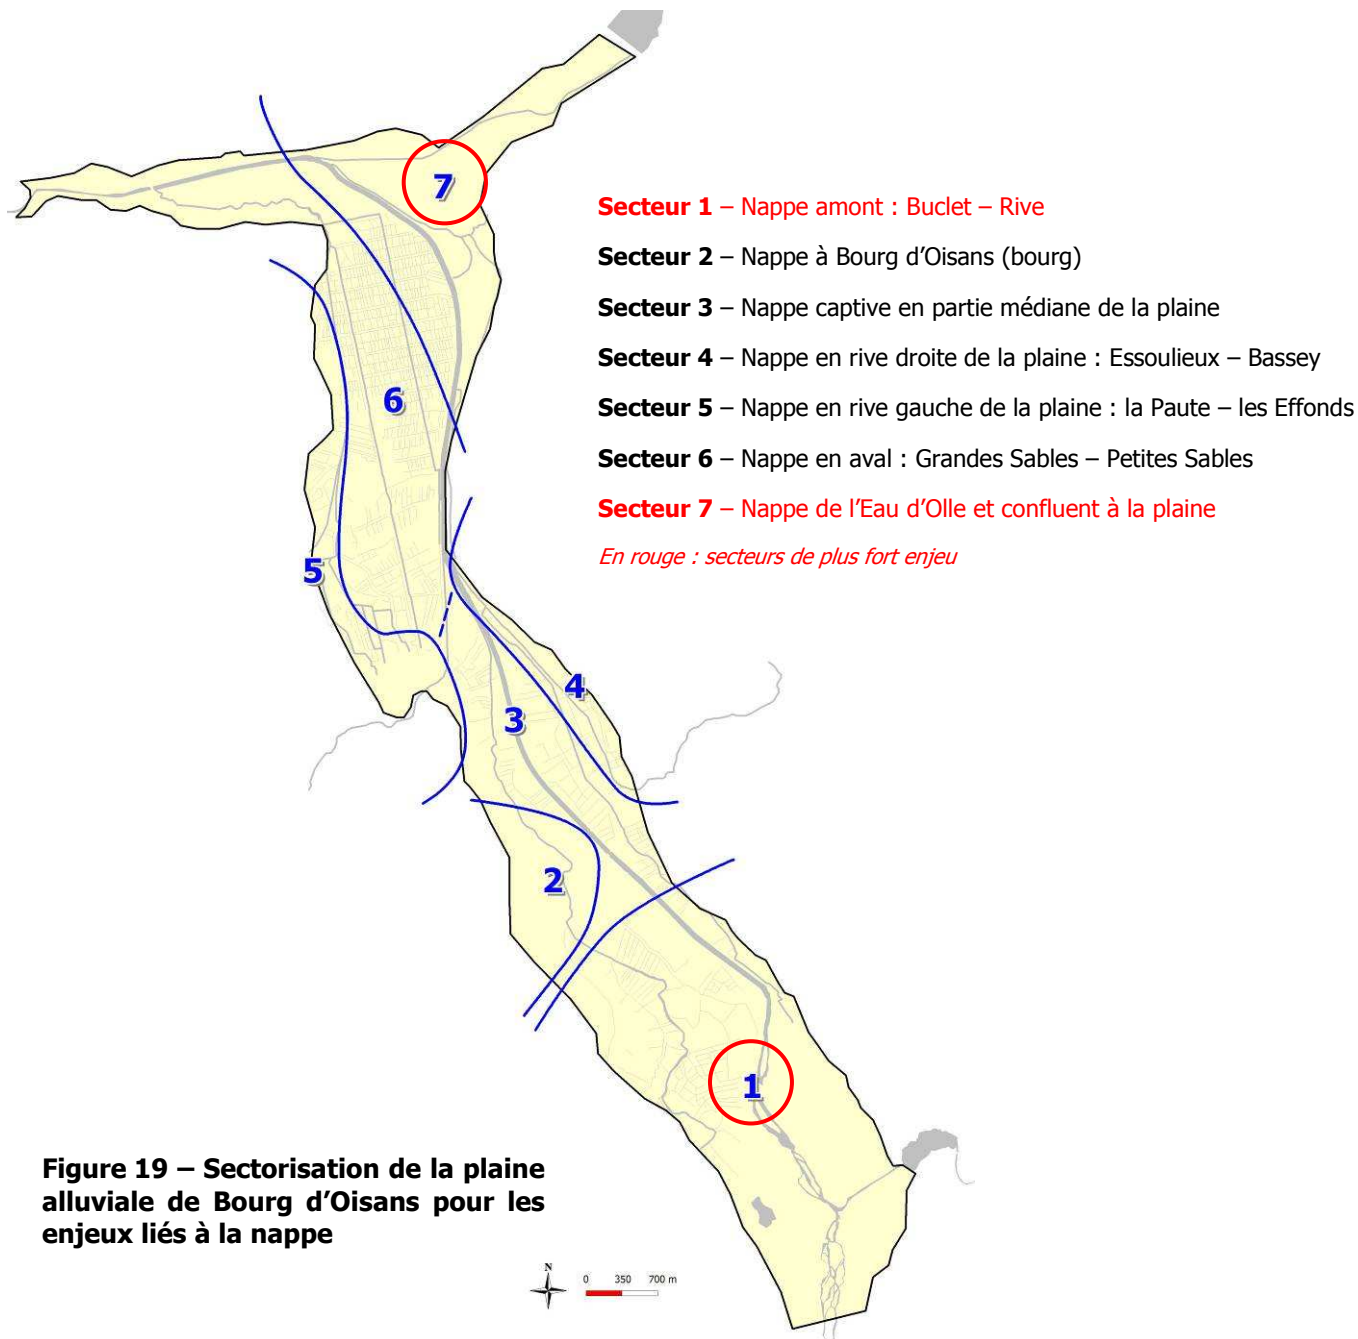 7
Secteur 1 – Nappe amont : Buclet – Rive
Secteur 2 – Nappe à Bourg d’Oisans (bourg)
Secteur 3 – Nappe captive en partie médiane de la plaine
Secteur 4 – Nappe en rive droite de la plaine : Essoulieux – Bassey
Secteur 5 – Nappe en rive gauche de la plaine : la Paute – les Effonds
Secteur 6 – Nappe en aval : Grandes Sables – Petites Sables
Secteur 7 – Nappe de l’Eau d’Olle et confluent à la plaine
En rouge : secteurs de plus fort enjeu
6
5
4
3
2
1
Figure 19 – Sectorisation de la plaine
alluviale de Bourg d’Oisans pour les
enjeux liés à la nappe
N
0 350 700 m